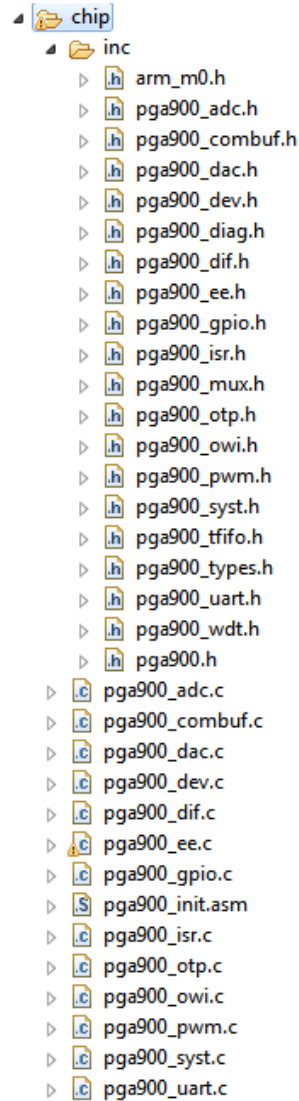 chip
inc
.h arm_m0.h
.h pga900_adc.h
.h pga900_combuf.h
.h pga900_dac.h
.h pga900_dev.h
.h pga900_diag.h
.h pga900_dif.h
.h pga900_ee.h
.h pga900_gpio.h
.h pga900_isr.h
.h pga900_mux.h
.h pga900_otp.h
.h pga900_owi.h
.h pga900_pwm.h
.h pga900_syst.h
.h pga900_tfifo.h
.h pga900_types.h
.h pga900_uart.h
.h pga900_wdt.h
.h pga900.h
.c pga900_adc.c
.c pga900_combuf.c
.c pga900_dac.c
.c pga900_dev.c
.c pga900_dif.c
.c pga900_ee.c
.c pga900_gpio.c
.S pga900_init.asm
.c pga900_isr.c
.c pga900_otp.c
.c pga900_owi.c
.c pga900_pwm.c
.c pga900_syst.c
.c pga900_uart.c